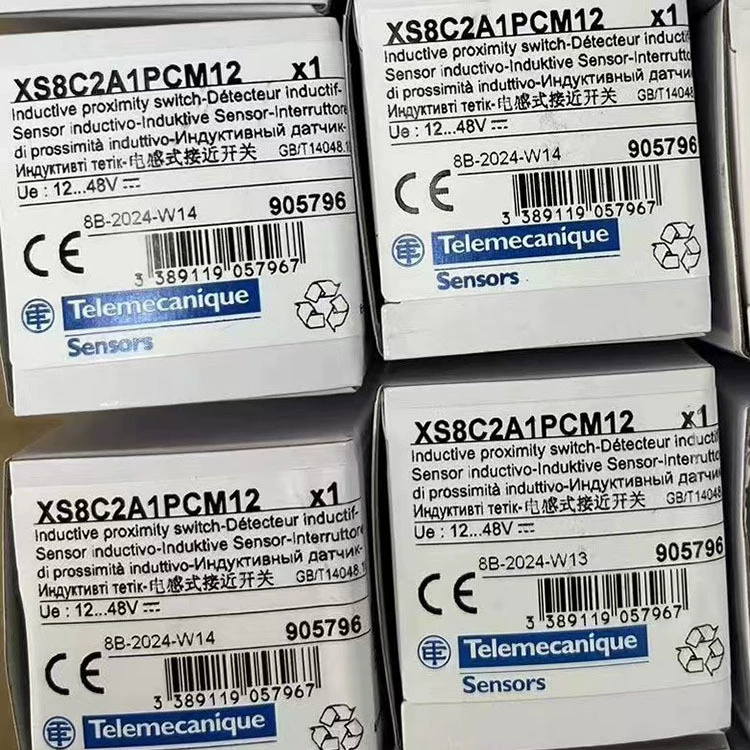 XS8C2A1PCM12 x1
Inductive proximity switch-Détecteur inductif-
Sensor inductivo-Induktive Sensor-Interruttore
di prossimità induttivo-Индуктивный датчик-
Индуктивті тетік-电感式接近开关 GB/T14048.1
Ue : 12...48V
8B-2024-W14 905796
CE
3 389119 057967
Telemecanique
Sensors
XS8C2A1PCM12 x1
Inductive proximity switch-Détecteur inductif
Sensor inductivo-Induktive Sensor-Interrutto
di prossimità induttivo-Индуктивный датчи
Индуктивті тетік-电感式接近开关 GB/T14048
Ue : 12...48V
8B-2024-W14 905796
CE
3 389119 057967
Telemecanique
Sensors
XS8C2A1PCM12 x1
Inductive proximity switch-Détecteur inductif-
Sensor inductivo-Induktive Sensor-Interruttore
di prossimità induttivo-Индуктивный датчик-
Индуктивті тетік-电感式接近开关 GB/T14048.1
Ue : 12...48V
8B-2024-W14 905796
CE
3 389119 057967
Telemecanique
XS8C2A1PCM12 x1
Inductive proximity switch-Détecteur inductif
Sensor inductivo-Induktive Sensor-Interrutto
di prossimità induttivo-Индуктивный датчик
Индуктивті тетік-电感式接近开关 GB/T14048
Ue : 12...48V
8B-2024-W13 905796
CE
3 389119 057967
Telemecanique
Sensors